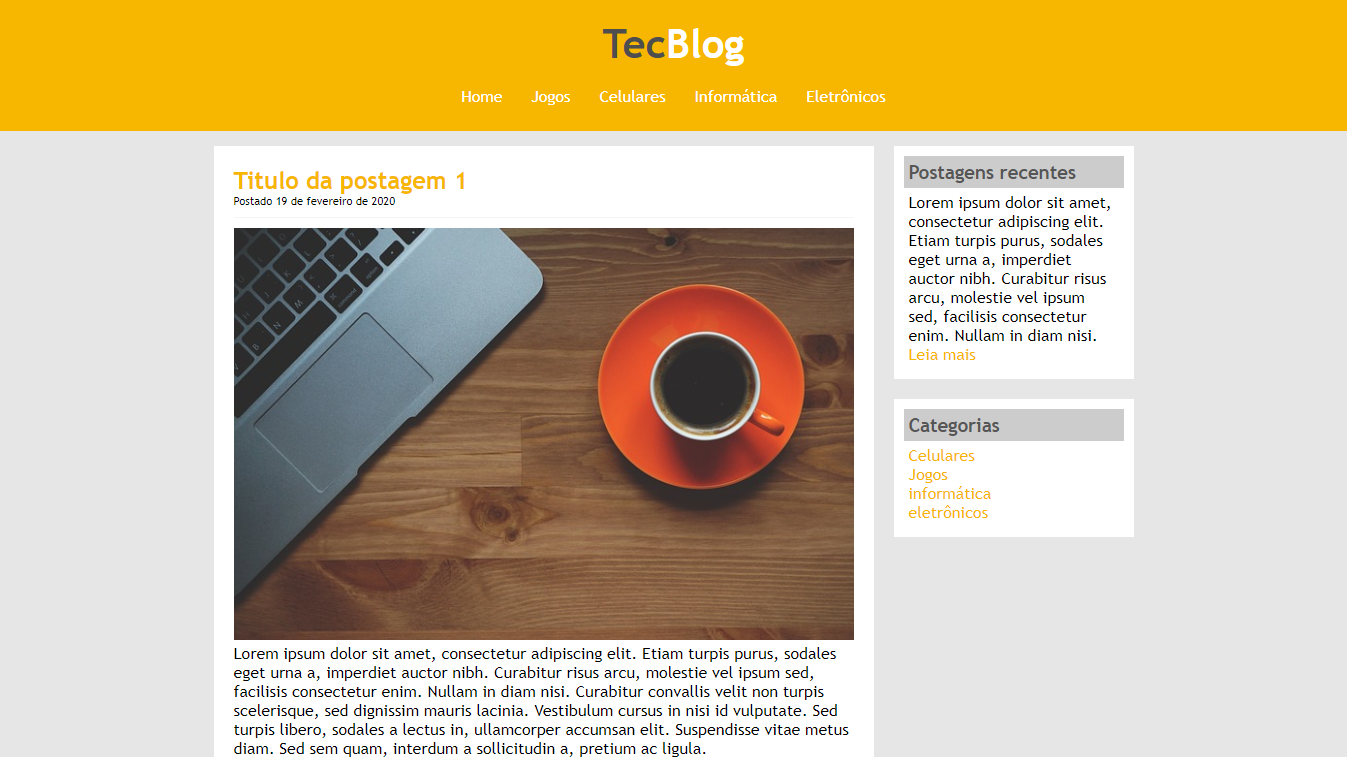 TecBlog
Home Jogos Celulares Informática Eletrônicos
Titulo da postagem 1
Postado 19 de fevereiro de 2020
Lorem ipsum dolor sit amet, consectetur adipiscing elit. Etiam turpis purus, sodales
eget urna a, imperdiet auctor nibh. Curabitur risus arcu, molestie vel ipsum sed,
facilisis consectetur enim. Nullam in diam nisi. Curabitur convallis velit non turpis
scelerisque, sed dignissim mauris lacinia. Vestibulum cursus in nisi id vulputate. Sed
turpis libero, sodales a lectus in, ullamcorper accumsan elit. Suspendisse vitae metus
diam. Sed sem quam, interdum a sollicitudin a, pretium ac ligula.
Postagens recentes
Lorem ipsum dolor sit amet,
consectetur adipiscing elit.
Etiam turpis purus, sodales
eget urna a, imperdiet
auctor nibh. Curabitur risus
arcu, molestie vel ipsum
sed, facilisis consectetur
enim. Nullam in diam nisi.
Leia mais
Categorias
Celulares
Jogos
informática
eletrônicos